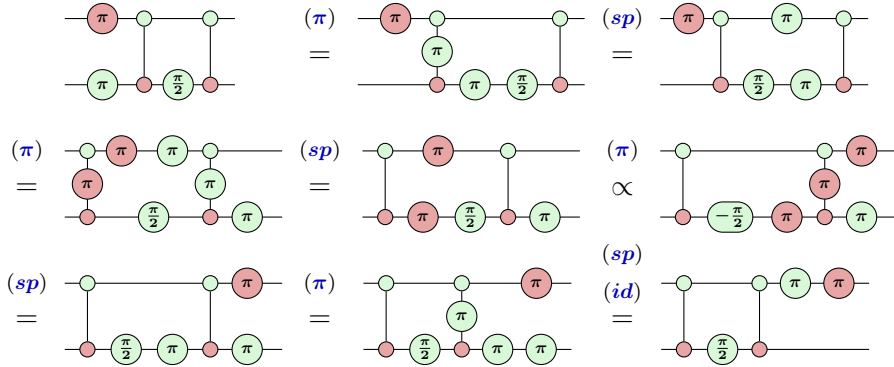 π (π) π (sp) π π
= π =
π π/2 π π/2 π/2 π
(π) π π (sp) π (π) π
= π π = ∝ π
π/2 π π π/2 π −π/2 π π
(sp)
(sp) π (π) π (id) π π
= = π =
π/2 π π π/2 π π π/2